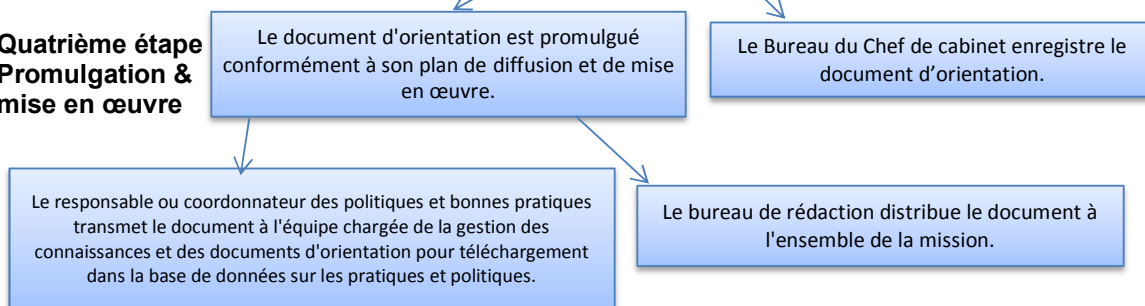 Quatrième étape
Promulgation &
mise en œuvre
Le document d'orientation est promulgué
conformément à son plan de diffusion et de mise
en œuvre.
Le Bureau du Chef de cabinet enregistre le
document d’orientation.
Le responsable ou coordonnateur des politiques et bonnes pratiques
transmet le document à l'équipe chargée de la gestion des
connaissances et des documents d'orientation pour téléchargement
dans la base de données sur les pratiques et politiques.
Le bureau de rédaction distribue le document à
l'ensemble de la mission.